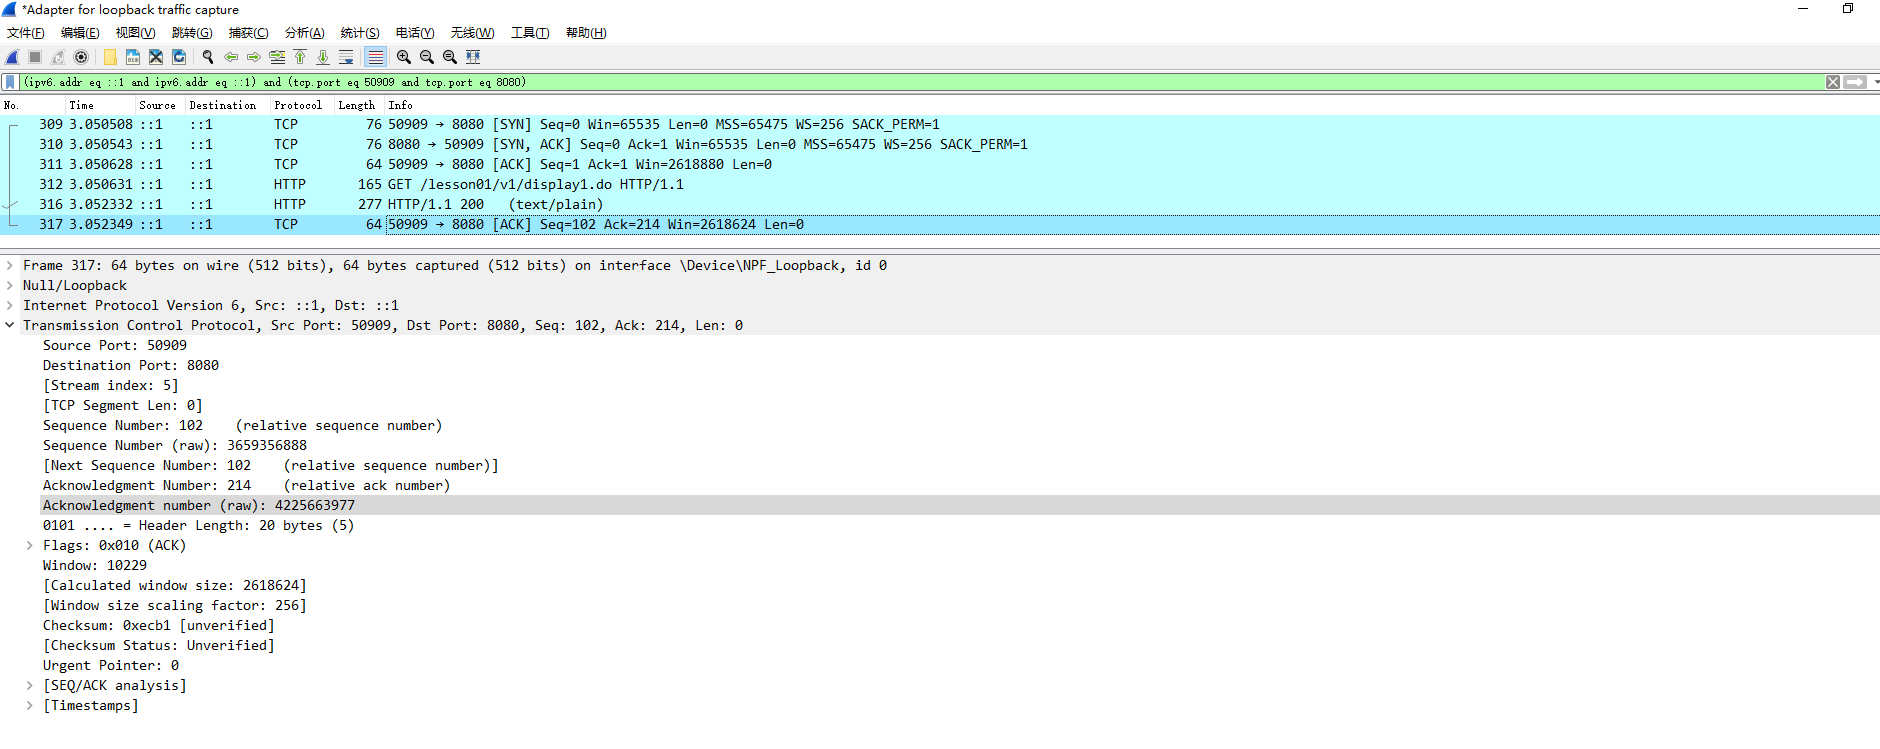 *Adapter for loopback traffic capture
文件(F) 编辑(E) 视图(V) 跳转(G) 捕获(C) 分析(A) 统计(S) 电话(Y) 无线(W) 工具(T) 帮助(H)
(ipv6.addr eq ::1 and ipv6.addr eq ::1) and (tcp.port eq 50909 and tcp.port eq 8080)
No. Time Source Destination Protocol Length Info
309 3.050508 ::1 ::1 TCP 76 50909 → 8080 [SYN] Seq=0 Win=65535 Len=0 MSS=65475 WS=256 SACK_PERM=1
310 3.050543 ::1 ::1 TCP 76 8080 → 50909 [SYN, ACK] Seq=0 Ack=1 Win=65535 Len=0 MSS=65475 WS=256 SACK_PERM=1
311 3.050628 ::1 ::1 TCP 64 50909 → 8080 [ACK] Seq=1 Ack=1 Win=2618880 Len=0
312 3.050631 ::1 ::1 HTTP 165 GET /lesson01/v1/display1.do HTTP/1.1
316 3.052332 ::1 ::1 HTTP 277 HTTP/1.1 200 (text/plain)
317 3.052349 ::1 ::1 TCP 64 50909 → 8080 [ACK] Seq=102 Ack=214 Win=2618624 Len=0
Frame 317: 64 bytes on wire (512 bits), 64 bytes captured (512 bits) on interface \Device\NPF_Loopback, id 0
Null/Loopback
Internet Protocol Version 6, Src: ::1, Dst: ::1
Transmission Control Protocol, Src Port: 50909, Dst Port: 8080, Seq: 102, Ack: 214, Len: 0
Source Port: 50909
Destination Port: 8080
[Stream index: 5]
[TCP Segment Len: 0]
Sequence Number: 102 (relative sequence number)
Sequence Number (raw): 3659356888
[Next Sequence Number: 102 (relative sequence number)]
Acknowledgment Number: 214 (relative ack number)
Acknowledgment number (raw): 4225663977
0101 .... = Header Length: 20 bytes (5)
Flags: 0x010 (ACK)
Window: 10229
[Calculated window size: 2618624]
[Window size scaling factor: 256]
Checksum: 0xecb1 [unverified]
[Checksum Status: Unverified]
Urgent Pointer: 0
[SEQ/ACK analysis]
[Timestamps]